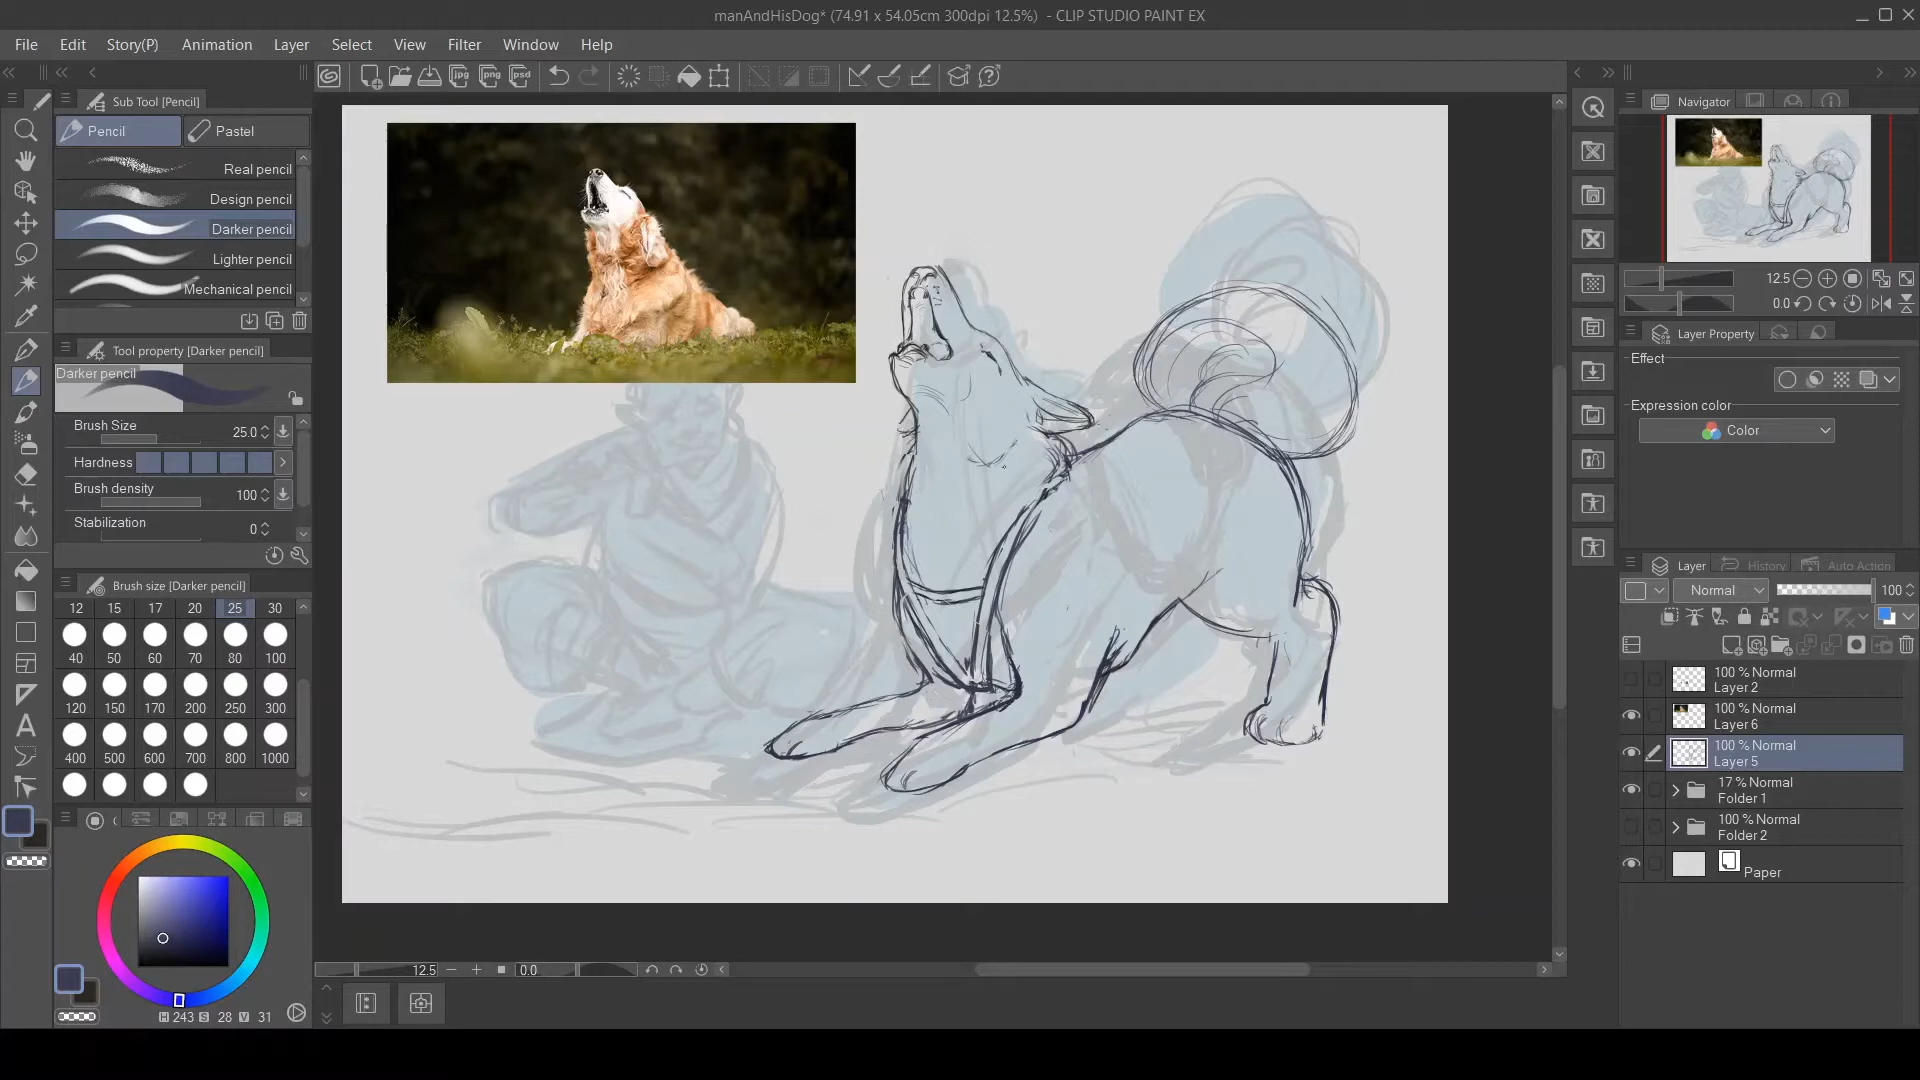 manAndHisDog* (74.91 x 54.05cm 300dpi 12.5%) - CLIP STUDIO PAINT EX
File Edit Story(P) Animation Layer Select View Filter Window Help
jpg png psd
Sub Tool [Pencil]
Pencil Pastel
Real pencil
Design pencil
Darker pencil
Lighter pencil
Mechanical pencil
Tool property [Darker pencil]
Darker pencil
Brush Size 25.0
Hardness
Brush density 100
Stabilization 0
Brush size [Darker pencil]
12 15 17 20 25 30
40 50 60 70 80 100
120 150 170 200 250 300
400 500 600 700 800 1000
H 243 S 28 V 31
12.5 0.0
Navigator
12.5
0.0
Layer Property
Effect
Expression color
Color
Layer History Auto Action
Normal 100
100 % Normal
Layer 2
100 % Normal
Layer 6
100 % Normal
Layer 5
17 % Normal
Folder 1
100 % Normal
Folder 2
Paper